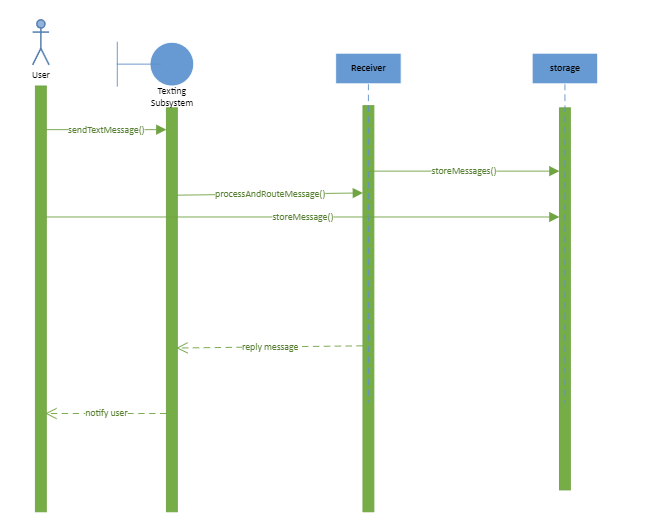 User
Texting
Subsystem
Receiver
storage
sendTextMessage()
storeMessages()
processAndRouteMessage()
storeMessage()
reply message
notify user